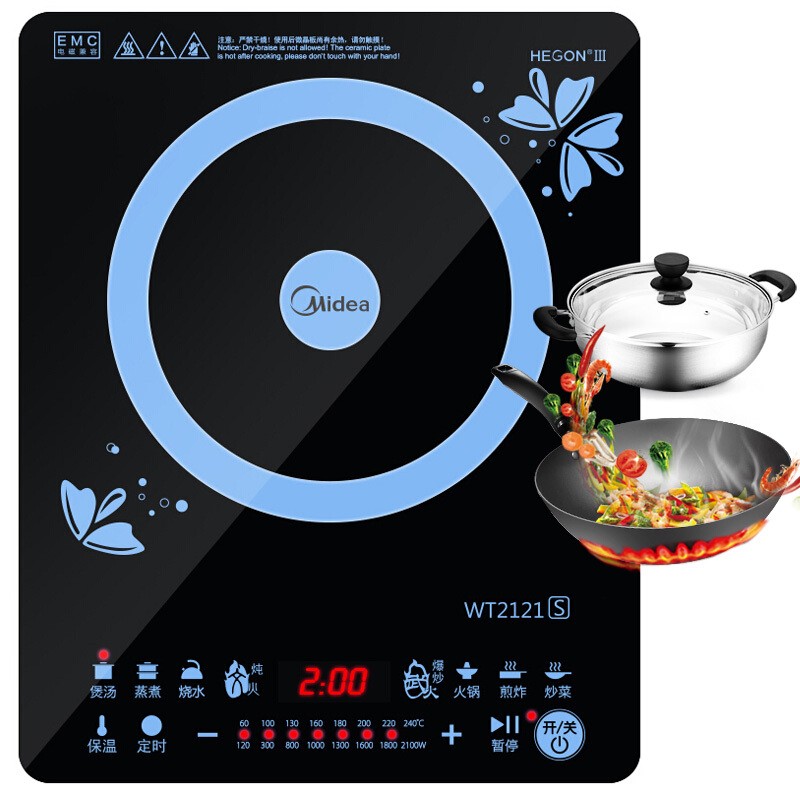 EMC
电磁兼容
注意：严禁干烧！使用后微晶板尚有余热，请勿触摸！
Notice: Dry-braise is not allowed! The ceramic plate
is hot after cooking, please don't touch with your hand!
HEGON® III
Midea
WT2121 S
煲汤
蒸煮
烧水
文
炖
火
2:00
武
爆炒
火
火锅
煎炸
炒菜
保温
定时
60 100 130 160 180 200 220 240℃
120 300 800 1000 1300 1600 1800 2100W
暂停
开/关